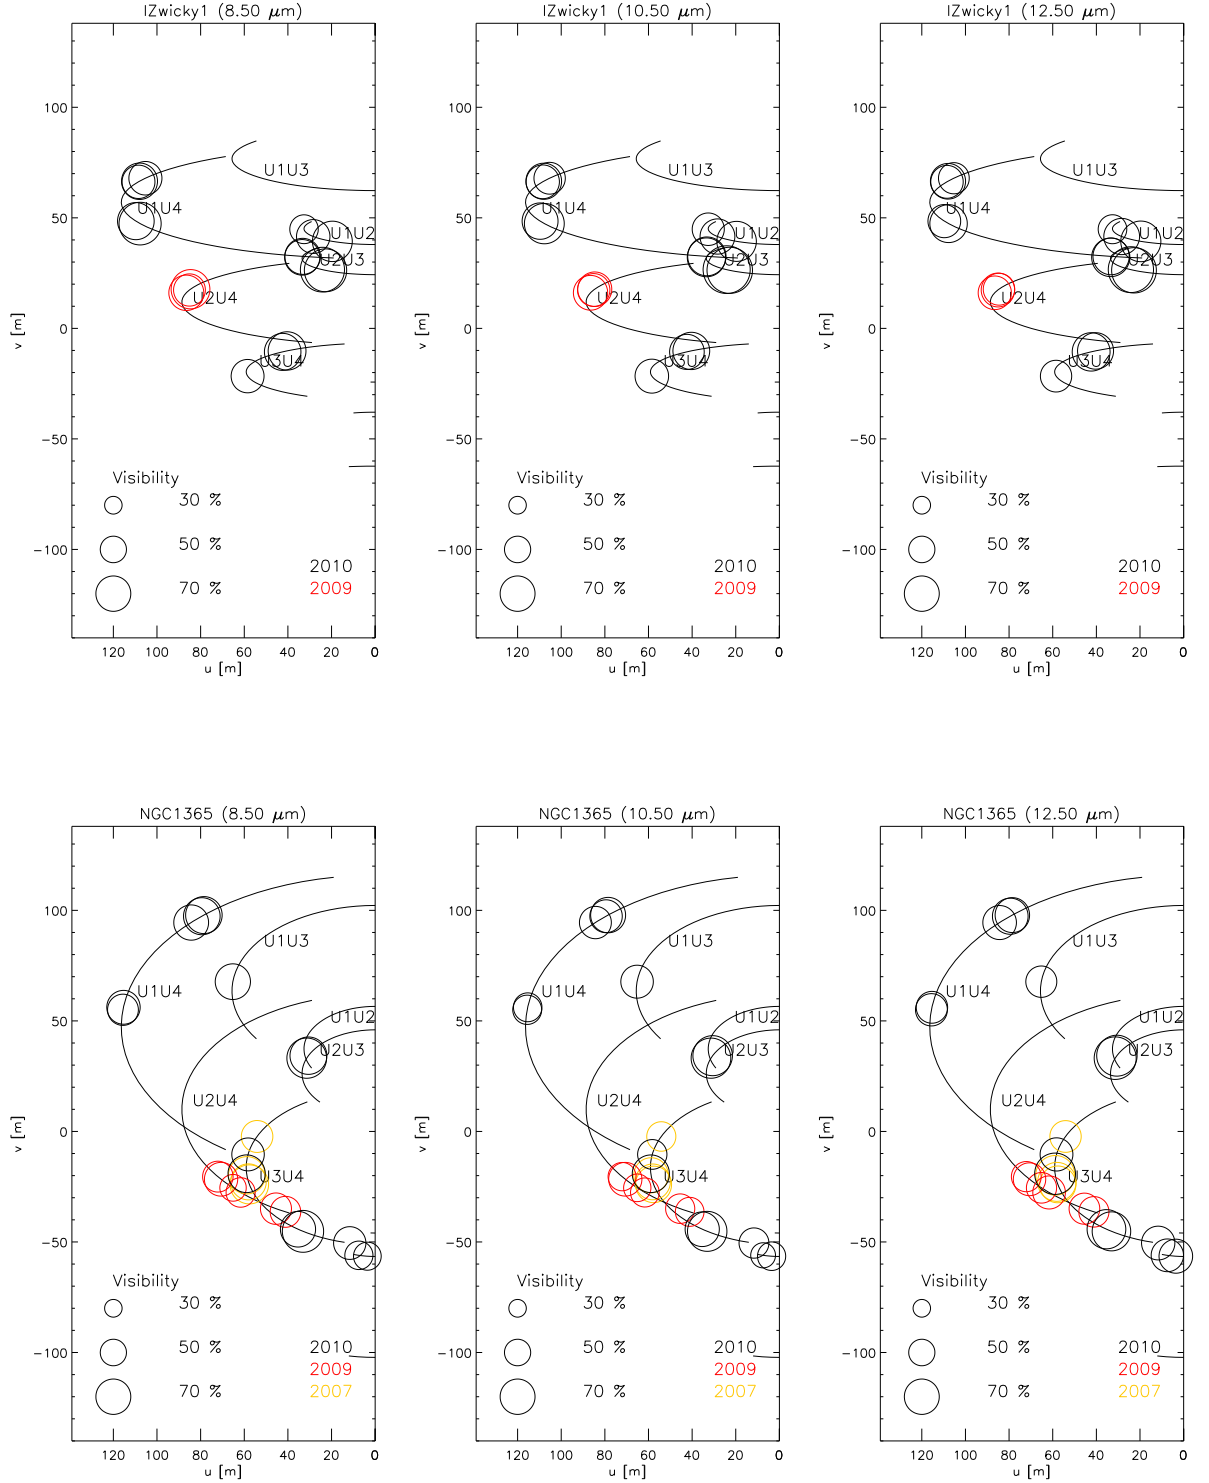 IZwicky1 (8.50 μm)
100
50
0
−50
−100
v [m]
U1U3
U1U4
U1U2
U2U3
U2U4
U3U4
Visibility
30 %
50 %
70 %
2010
2009
120 100 80 60 40 20 0
u [m]
IZwicky1 (10.50 μm)
100
50
0
−50
−100
v [m]
U1U3
U1U4
U1U2
U2U3
U2U4
U3U4
Visibility
30 %
50 %
70 %
2010
2009
120 100 80 60 40 20 0
u [m]
IZwicky1 (12.50 μm)
100
50
0
−50
−100
v [m]
U1U3
U1U4
U1U2
U2U3
U2U4
U3U4
Visibility
30 %
50 %
70 %
2010
2009
120 100 80 60 40 20 0
u [m]
NGC1365 (8.50 μm)
100
50
0
−50
−100
v [m]
U1U3
U1U4
U1U2
U2U3
U2U4
U3U4
Visibility
30 %
50 %
70 %
2010
2009
2007
120 100 80 60 40 20 0
u [m]
NGC1365 (10.50 μm)
100
50
0
−50
−100
v [m]
U1U3
U1U4
U1U2
U2U3
U2U4
U3U4
Visibility
30 %
50 %
70 %
2010
2009
2007
120 100 80 60 40 20 0
u [m]
NGC1365 (12.50 μm)
100
50
0
−50
−100
v [m]
U1U3
U1U4
U1U2
U2U3
U2U4
U3U4
Visibility
30 %
50 %
70 %
2010
2009
2007
120 100 80 60 40 20 0
u [m]